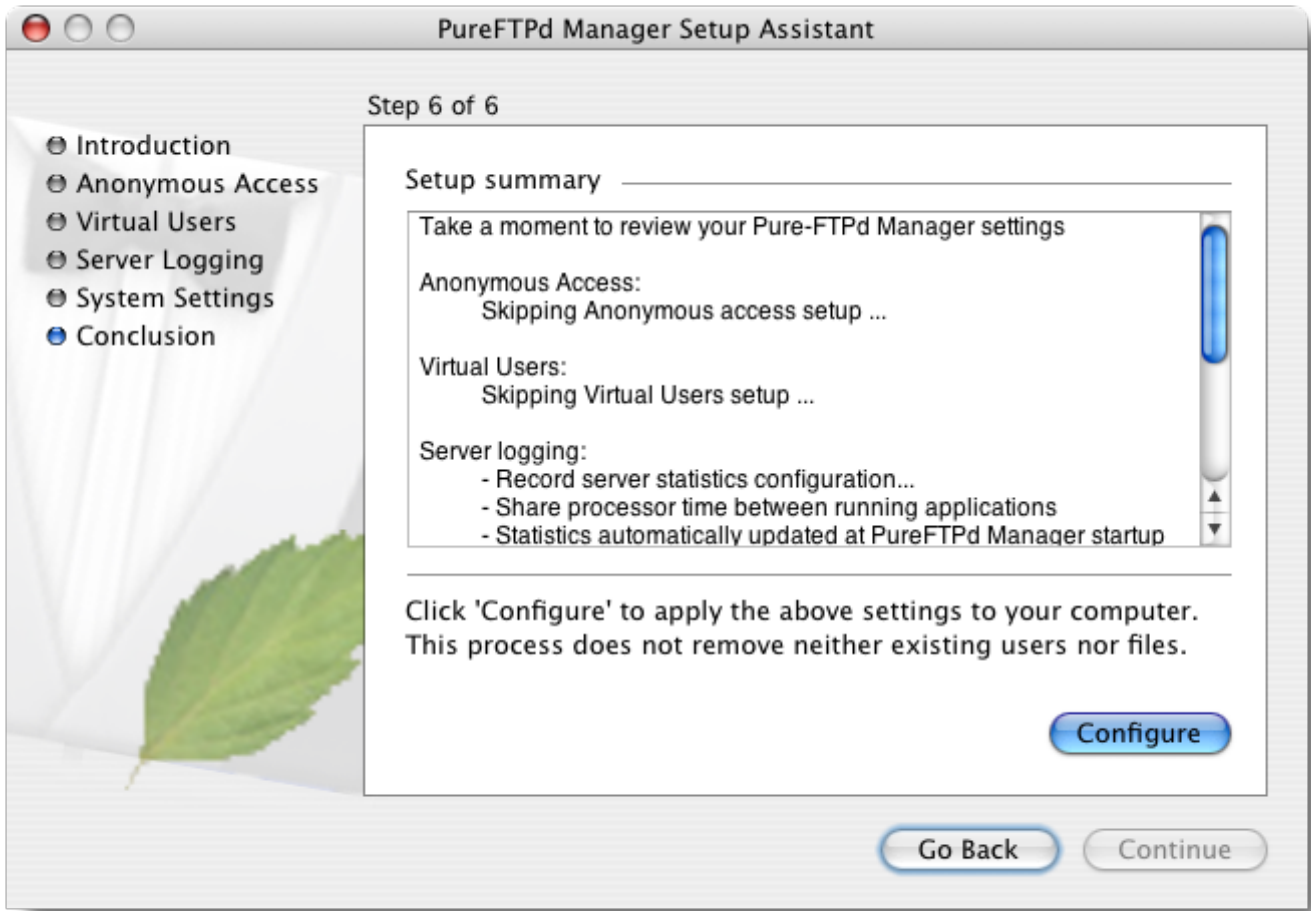 PureFTPd Manager Setup Assistant
Step 6 of 6
Introduction
Anonymous Access
Virtual Users
Server Logging
System Settings
Conclusion
Setup summary
Take a moment to review your Pure-FTPd Manager settings
Anonymous Access:
Skipping Anonymous access setup ...
Virtual Users:
Skipping Virtual Users setup ...
Server logging:
- Record server statistics configuration...
- Share processor time between running applications
- Statistics automatically updated at PureFTPd Manager startup
Click 'Configure' to apply the above settings to your computer.
This process does not remove neither existing users nor files.
Configure
Go Back
Continue